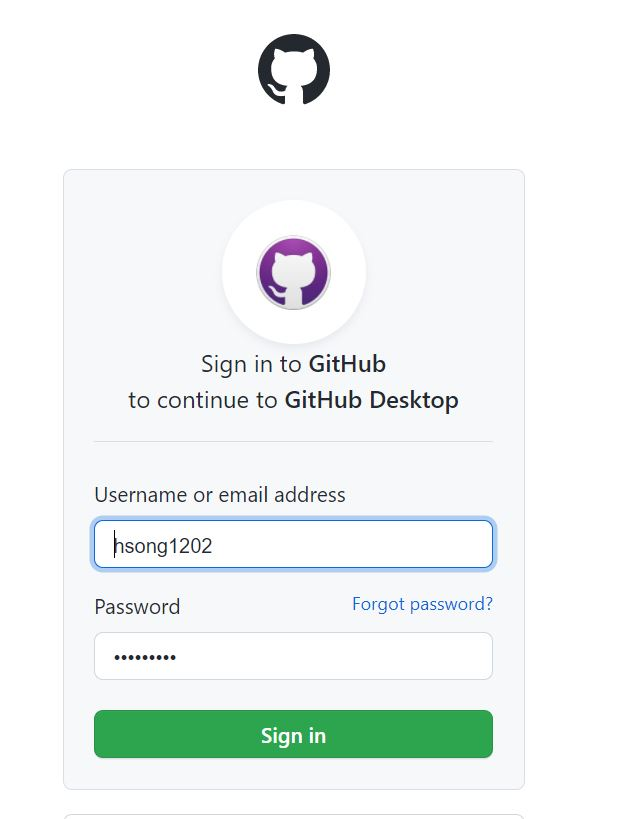 Sign in to GitHub
to continue to GitHub Desktop
Username or email address
hsong1202
Password Forgot password?
•••••••••
Sign in